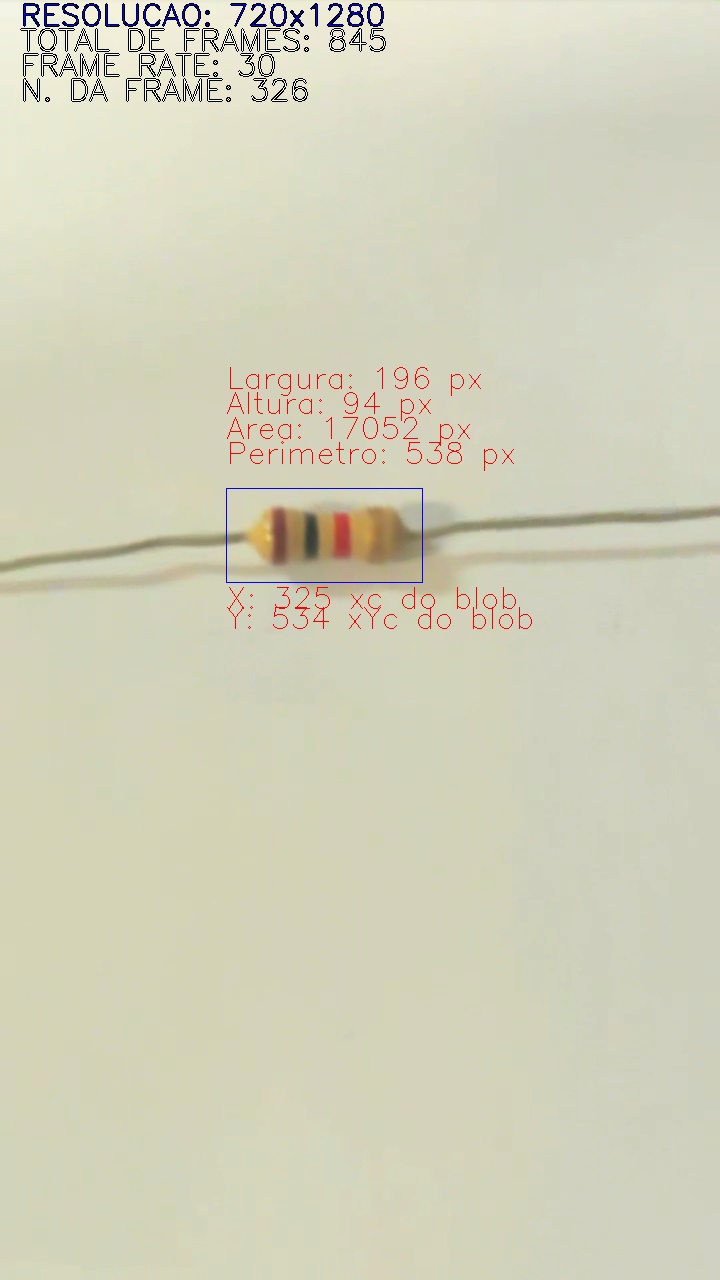 RESOLUCAO: 720x1280
TOTAL DE FRAMES: 845
FRAME RATE: 30
N. DA FRAME: 326
Largura: 196 px
Altura: 94 px
Area: 17052 px
Perimetro: 538 px
X: 325 xc do blob
Y: 534 xYc do blob